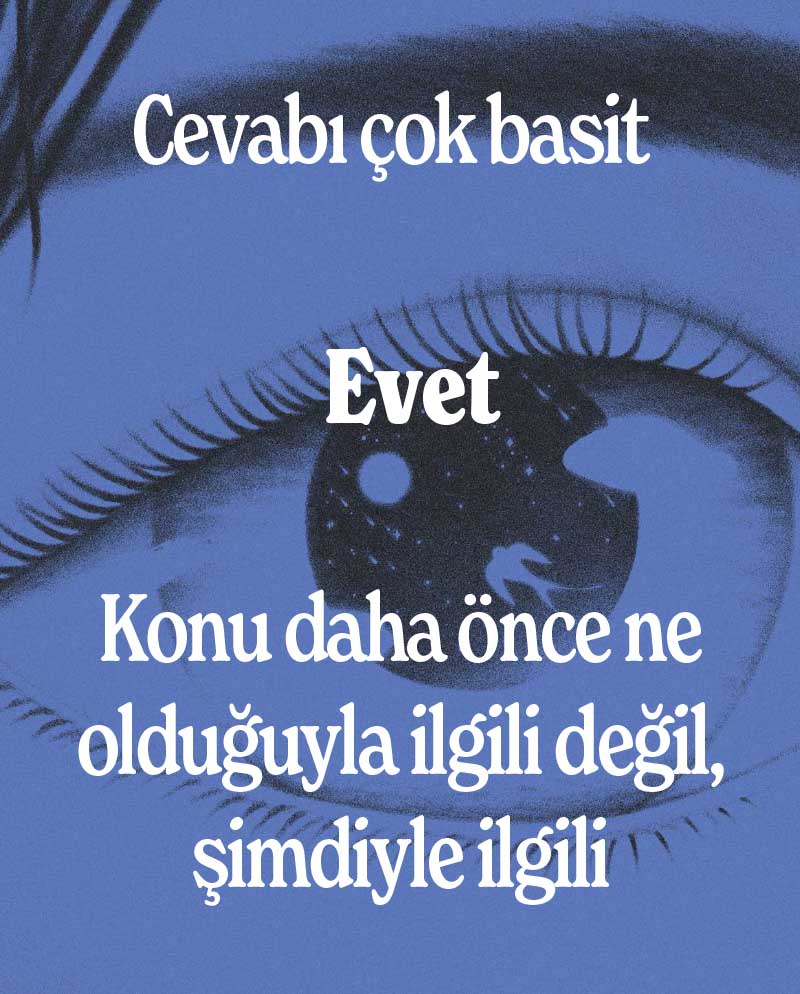 Cevabı çok basit
Evet
Konu daha önce ne
olduğuyla ilgili değil,
şimdiyle ilgili